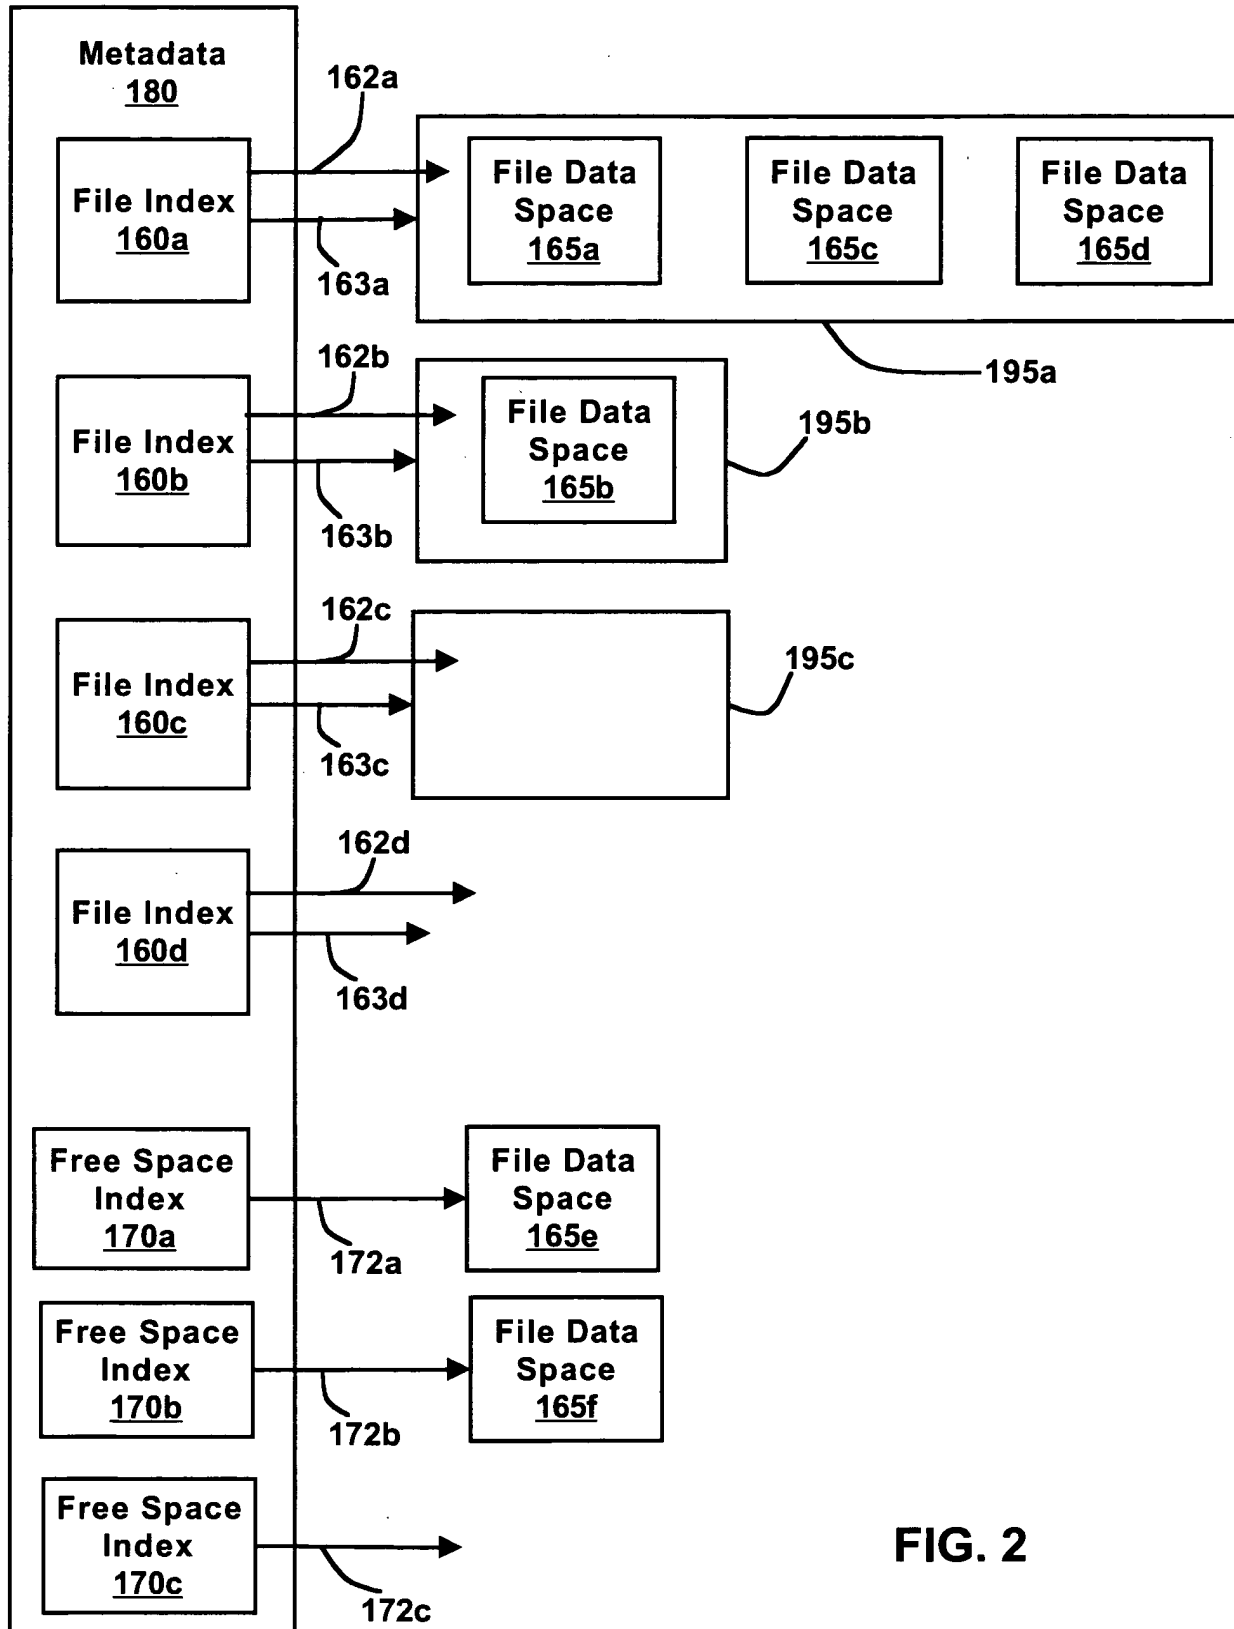 Metadata
180
162a
File Index
160a
163a
File Data
Space
165a
File Data
Space
165c
File Data
Space
165d
195a
162b
File Index
160b
163b
File Data
Space
165b
195b
162c
File Index
160c
163c
195c
162d
File Index
160d
163d
Free Space
Index
170a
172a
File Data
Space
165e
Free Space
Index
170b
172b
File Data
Space
165f
Free Space
Index
170c
172c
FIG. 2